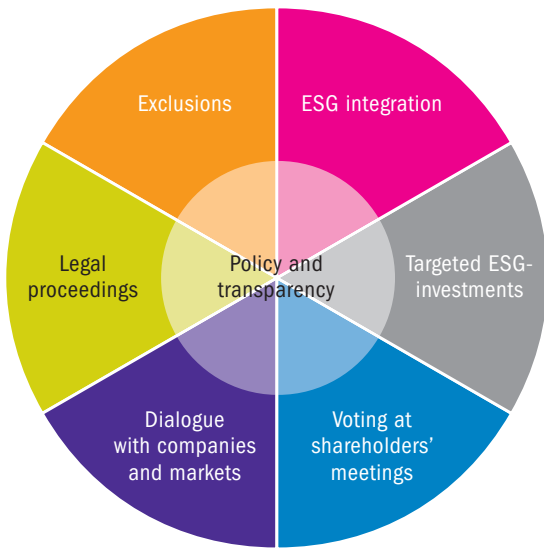 Exclusions
ESG integration
Legal
proceedings
Policy and
transparency
Targeted ESG-
investments
Dialogue
with companies
and markets
Voting at
shareholders’
meetings